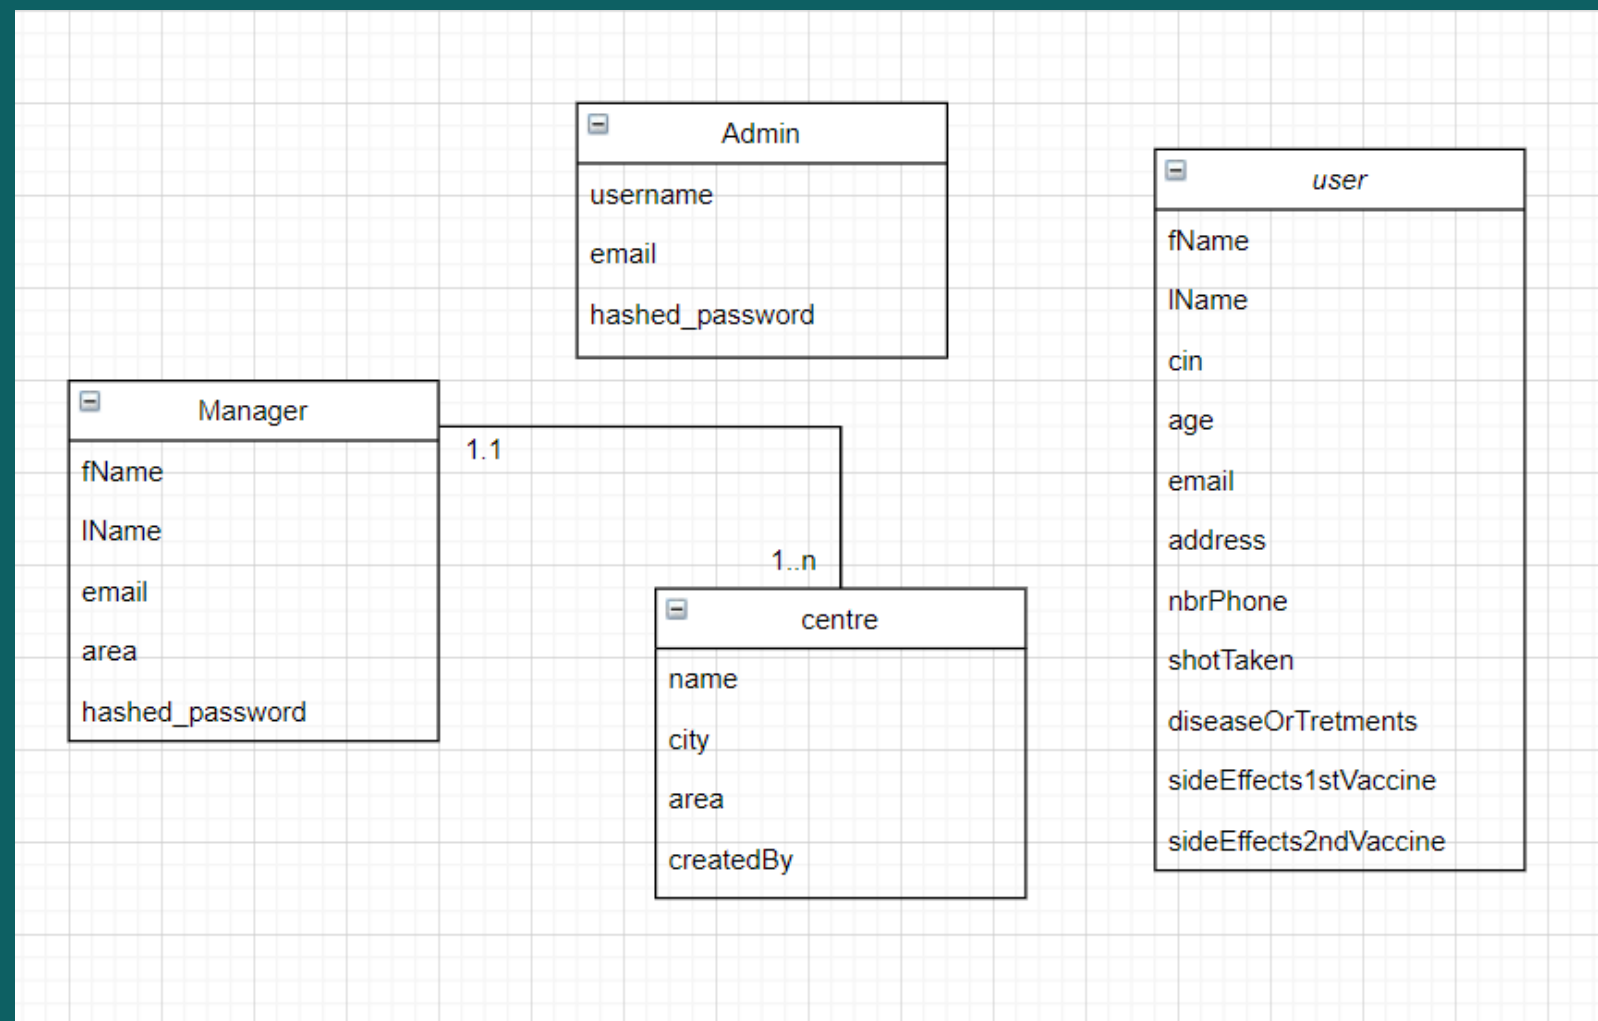 Admin
username
email
hashed_password
user
fName
lName
cin
age
email
address
nbrPhone
shotTaken
diseaseOrTretments
sideEffects1stVaccine
sideEffects2ndVaccine
Manager
fName
lName
email
area
hashed_password
1.1
1..n
centre
name
city
area
createdBy